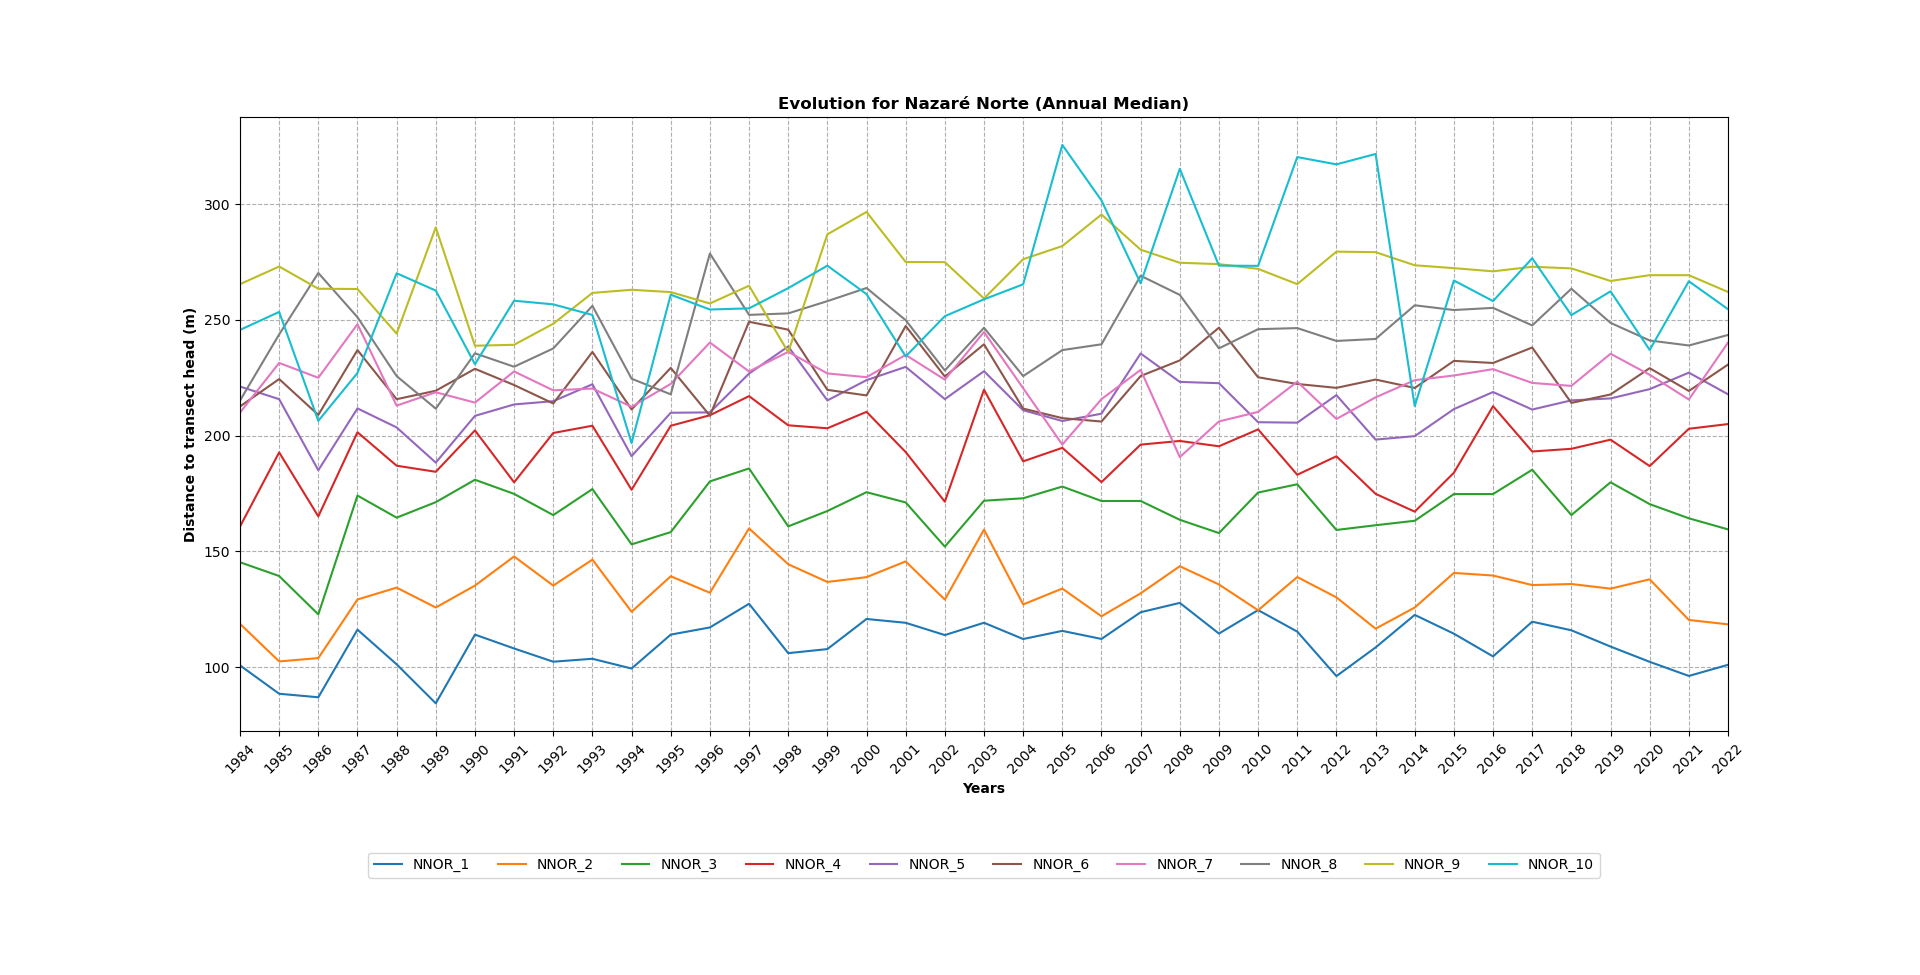 Evolution for Nazaré Norte (Annual Median)
Distance to transect head (m)
300
250
200
150
100
1984 1985 1986 1987 1988 1989 1990 1991 1992 1993 1994 1995 1996 1997 1998 1999 2000 2001 2002 2003 2004 2005 2006 2007 2008 2009 2010 2011 2012 2013 2014 2015 2016 2017 2018 2019 2020 2021 2022
Years
NNOR_1 NNOR_2 NNOR_3 NNOR_4 NNOR_5 NNOR_6 NNOR_7 NNOR_8 NNOR_9 NNOR_10